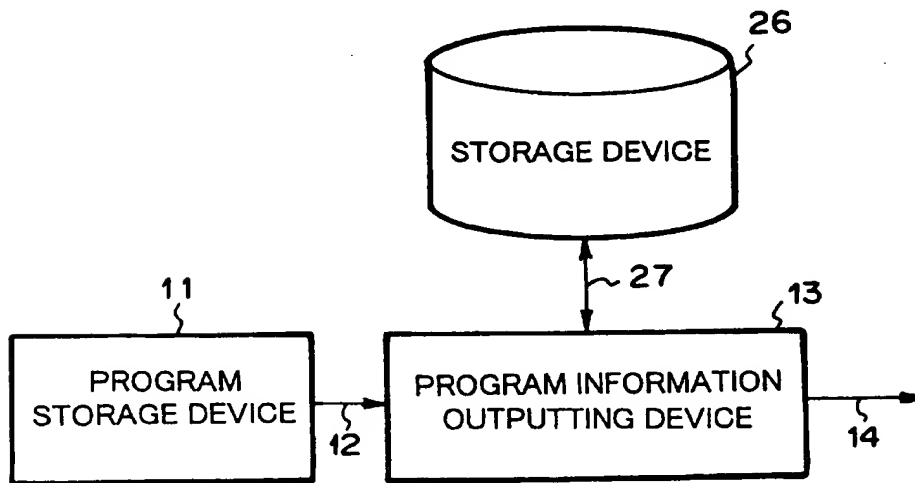 26
STORAGE DEVICE
27
11
13
PROGRAM
STORAGE DEVICE
12
PROGRAM INFORMATION
OUTPUTTING DEVICE
14